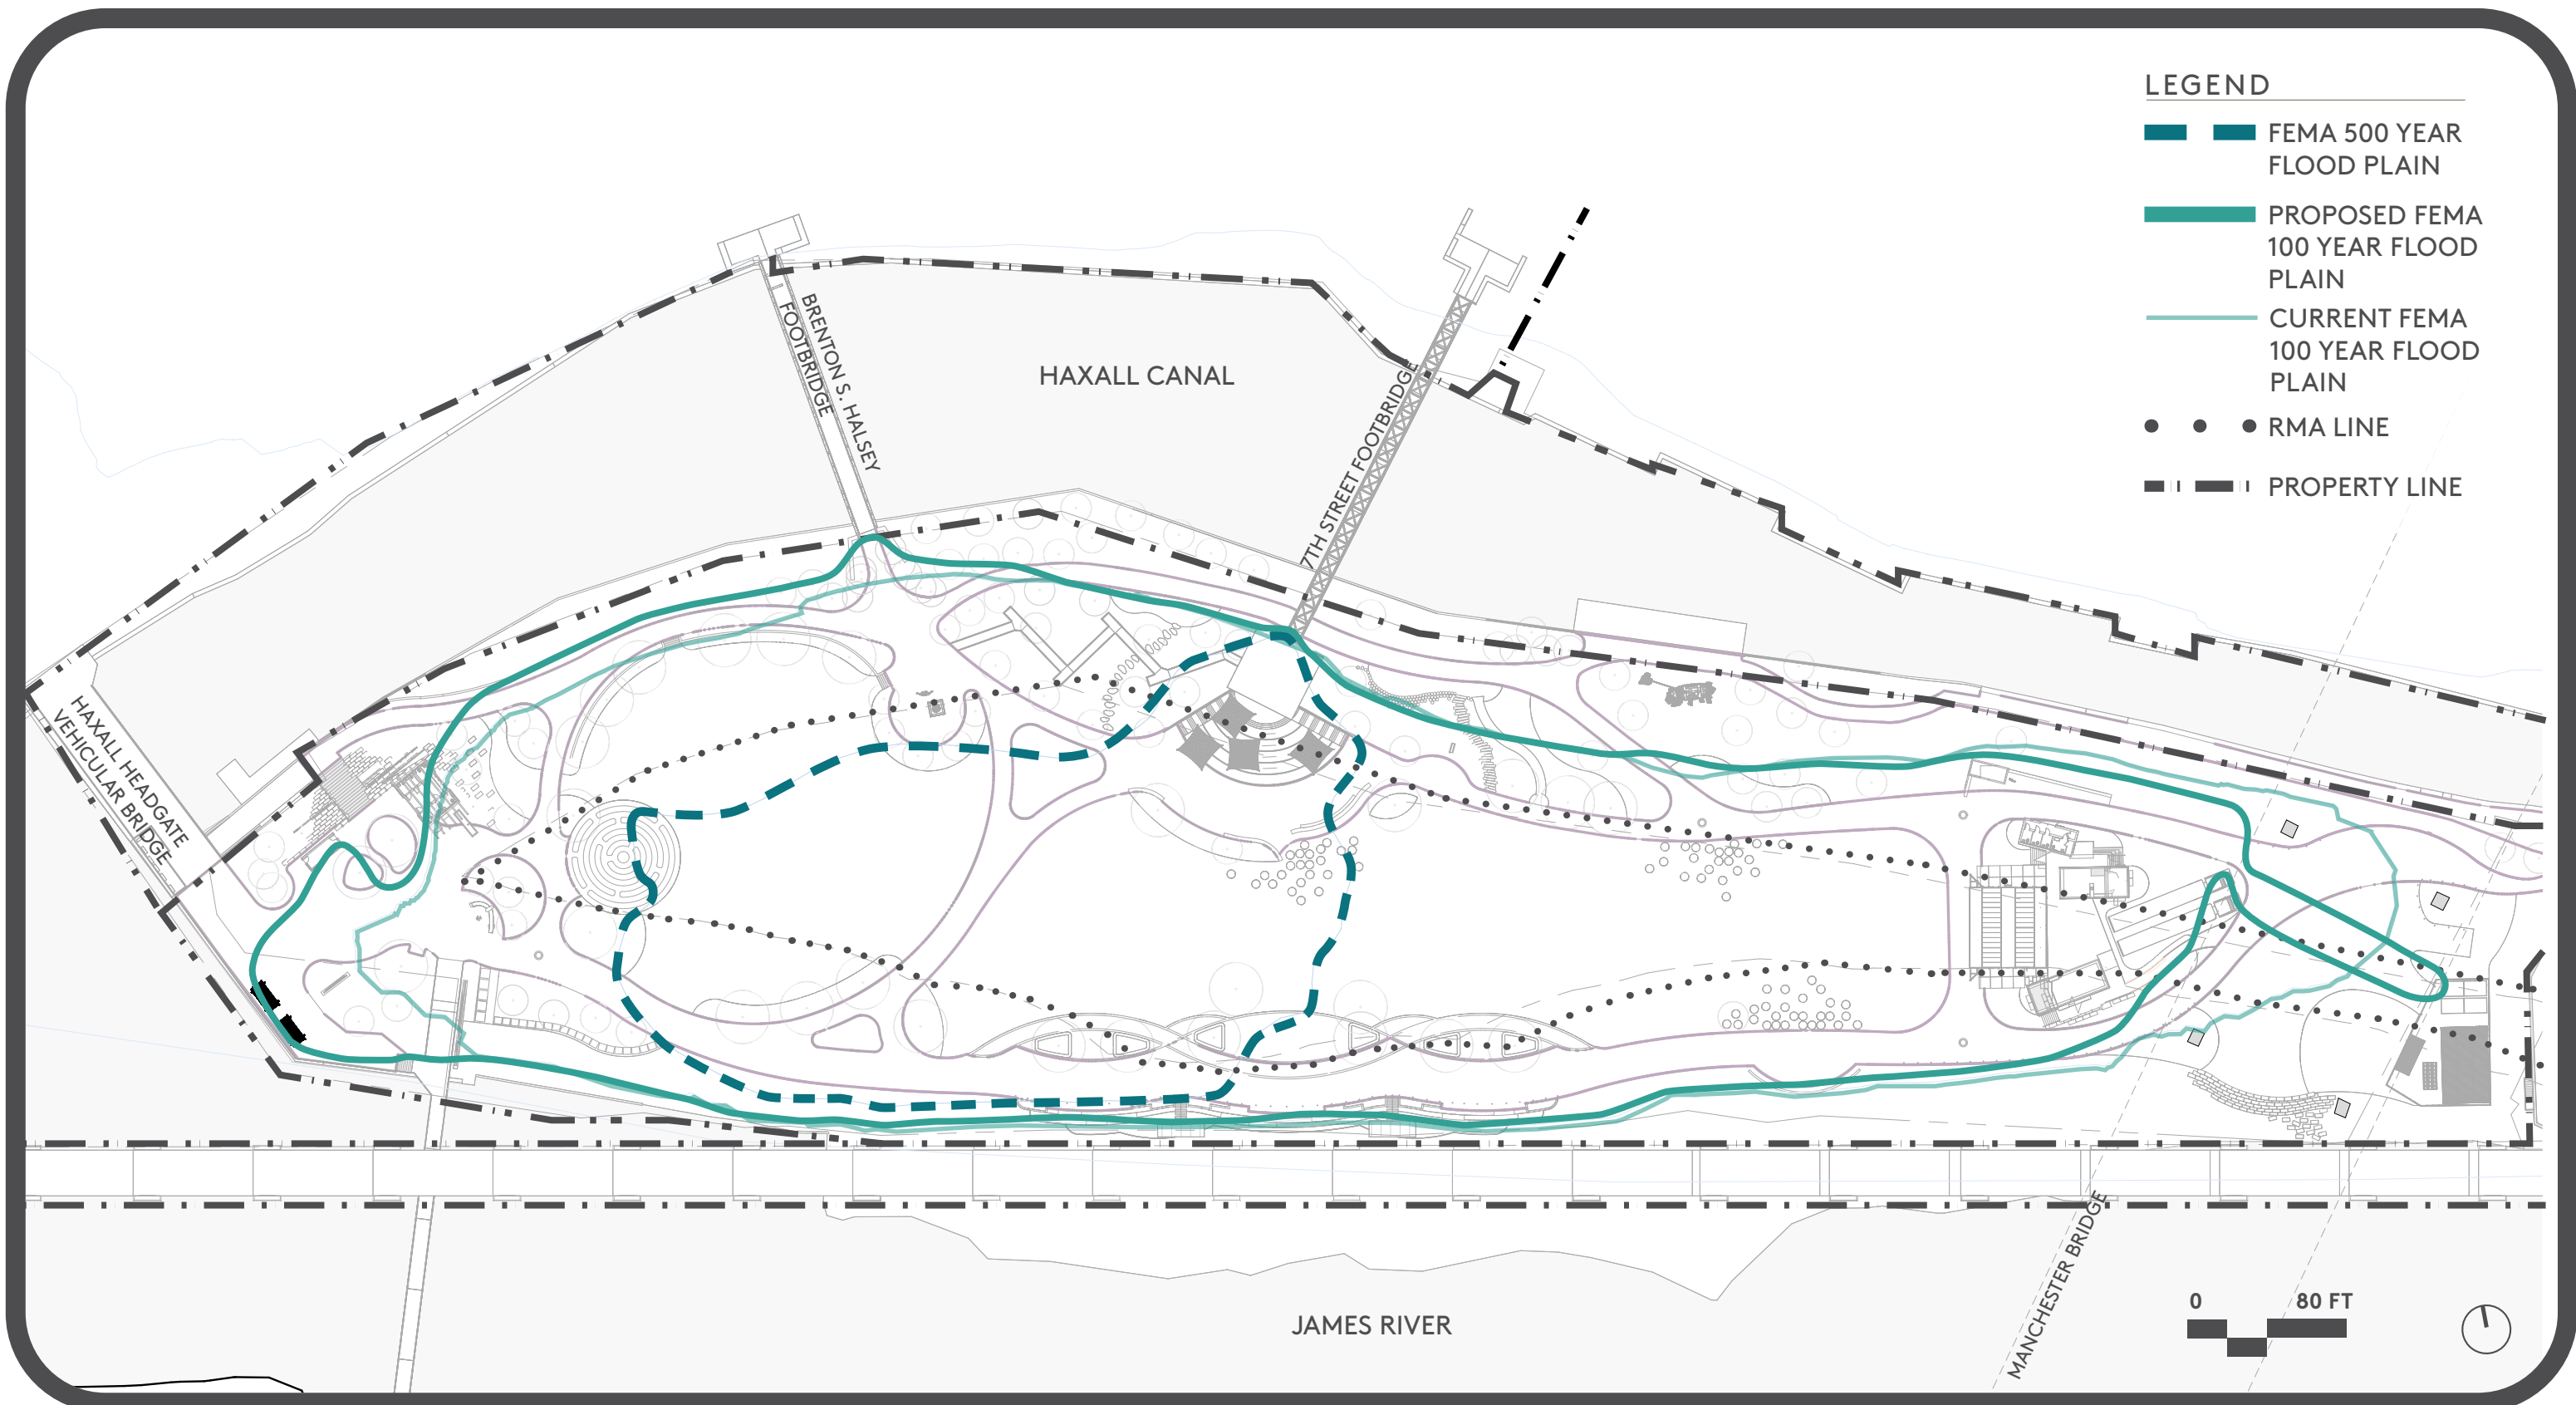 LEGEND
FEMA 500 YEAR
FLOOD PLAIN
PROPOSED FEMA
100 YEAR FLOOD
PLAIN
CURRENT FEMA
100 YEAR FLOOD
PLAIN
RMA LINE
PROPERTY LINE
BRENTON S. HALSEY
FOOTBRIDGE
HAXALL CANAL
7TH STREET FOOTBRIDGE
HAXALL HEADGATE
VEHICULAR BRIDGE
MANCHESTER BRIDGE
JAMES RIVER
0 80 FT